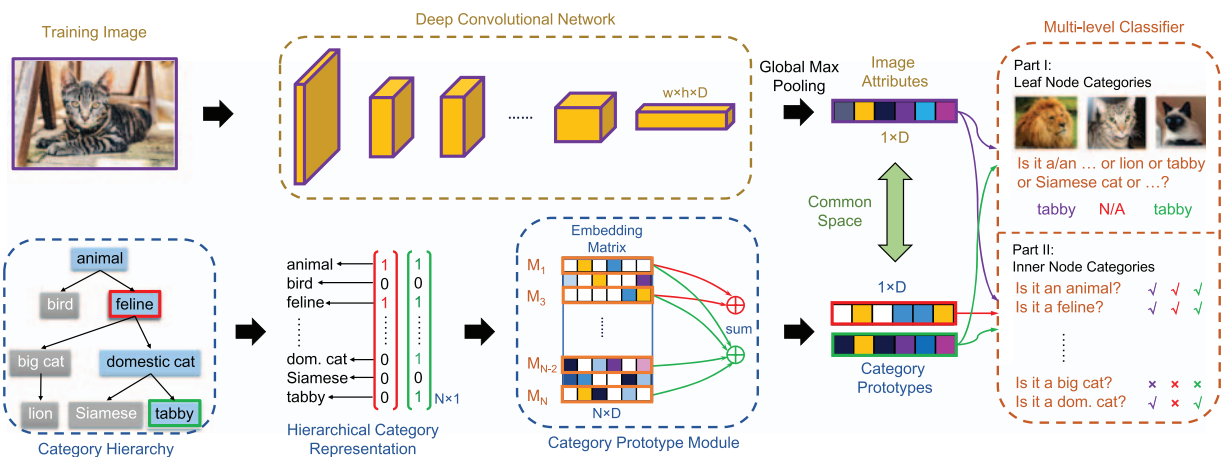 Training Image
Deep Convolutional Network
w×h×D
......
Global Max
Pooling
Image
Attributes
1×D
Common
Space
Multi-level Classifier
Part I:
Leaf Node Categories
Is it a/an ... or lion or tabby
or Siamese cat or ...?
tabby N/A tabby
Part II:
Inner Node Categories
Is it an animal? √ √ √
Is it a feline? √ √ √
......
Is it a big cat? × × ×
Is it a dom. cat? √ × √
animal
bird
feline
big cat
domestic cat
lion
Siamese
tabby
Category Hierarchy
animal 1 1
bird 0 0
feline 1 1
...... ...... ......
dom. cat 0 1
Siamese 0 0
tabby 0 1
N×1
Hierarchical Category
Representation
Embedding
Matrix
M1
M3
......
MN-2
MN
N×D
sum
Category Prototype Module
1×D
Category
Prototypes